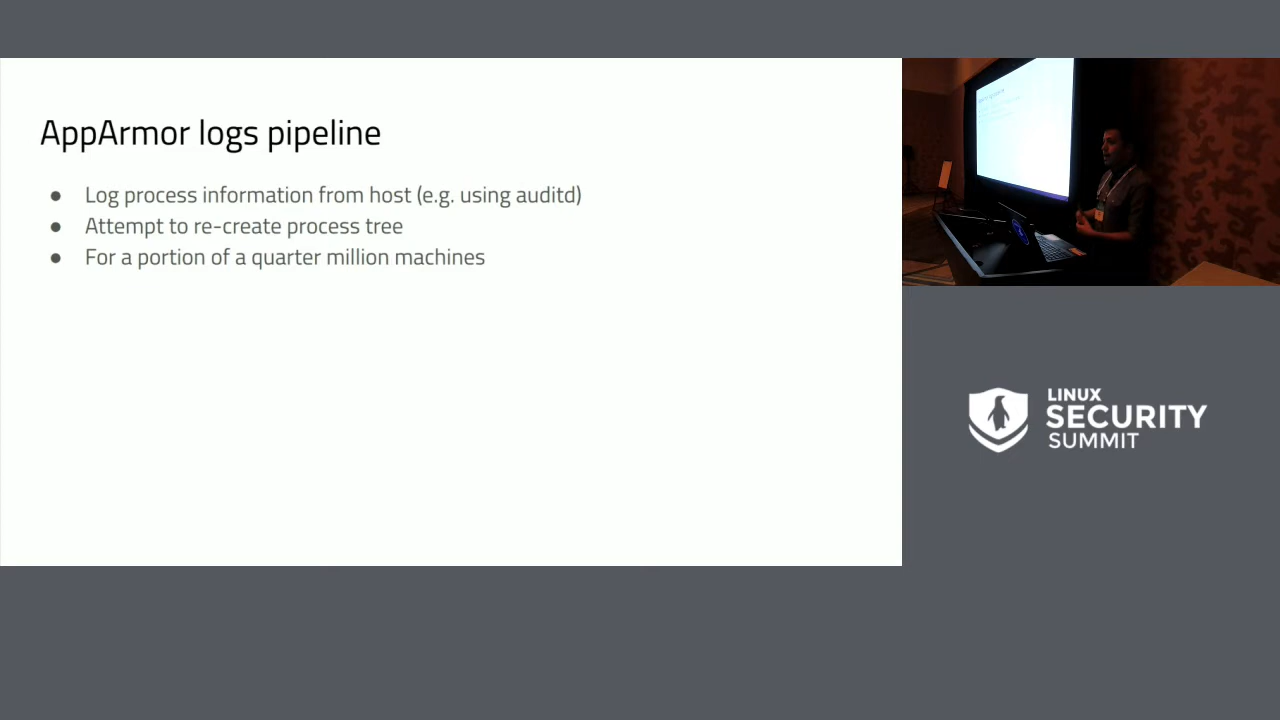 AppArmor logs pipeline
● Log process information from host (e.g. using auditd)
● Attempt to re-create process tree
● For a portion of a quarter million machines
LINUX
SECURITY
SUMMIT